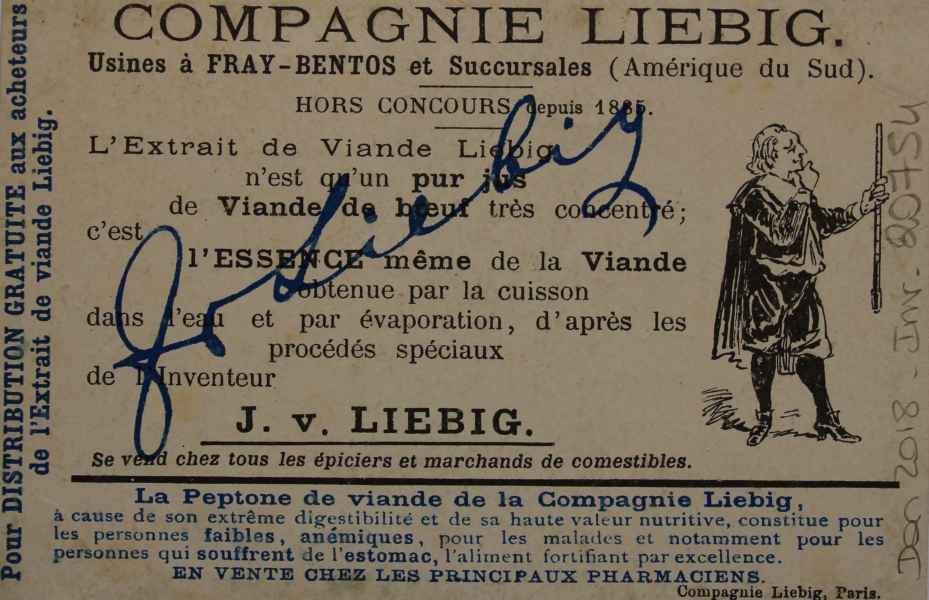 COMPAGNIE LIEBIG.
Usines à FRAY-BENTOS et Succursales (Amérique du Sud).
HORS CONCOURS depuis 1885.
L'Extrait de Viande Liebig
n'est qu'un pur jus
de Viande de bœuf très concentré;
c'est
l'ESSENCE même de la Viande
obtenue par la cuisson
dans l'eau et par évaporation, d'après les
procédés spéciaux
de l'Inventeur
J. v. LIEBIG.
Se vend chez tous les épiciers et marchands de comestibles.
La Peptone de viande de la Compagnie Liebig,
à cause de son extrême digestibilité et de sa haute valeur nutritive, constitue pour
les personnes faibles, anémiques, pour les malades et notamment pour les
personnes qui souffrent de l'estomac, l'aliment fortifiant par excellence.
EN VENTE CHEZ LES PRINCIPAUX PHARMACIENS.
Compagnie Liebig, Paris.
Pour DISTRIBUTION GRATUITE aux acheteurs
de l'Extrait de viande Liebig.
JvLiebig
Don 2018 - Inv.